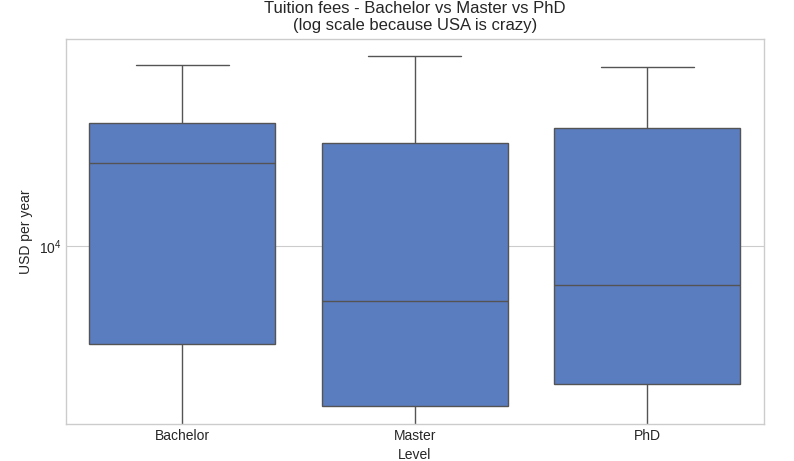 Tuition fees - Bachelor vs Master vs PhD
(log scale because USA is crazy)
USD per year
10⁴
Bachelor Master PhD
Level